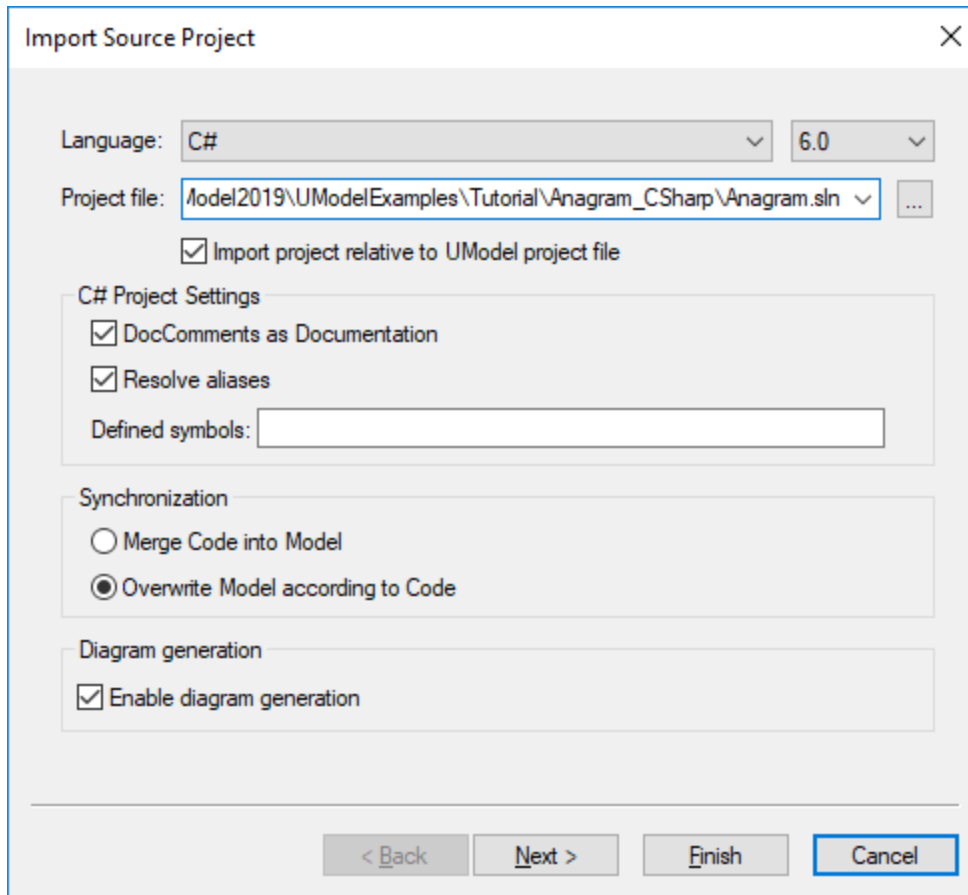 Import Source Project
Language: C# 6.0
Project file: Model2019\UModelExamples\Tutorial\Anagram_CSharp\Anagram.sln ...
Import project relative to UModel project file
C# Project Settings
DocComments as Documentation
Resolve aliases
Defined symbols:
Synchronization
Merge Code into Model
Overwrite Model according to Code
Diagram generation
Enable diagram generation
< Back Next > Finish Cancel